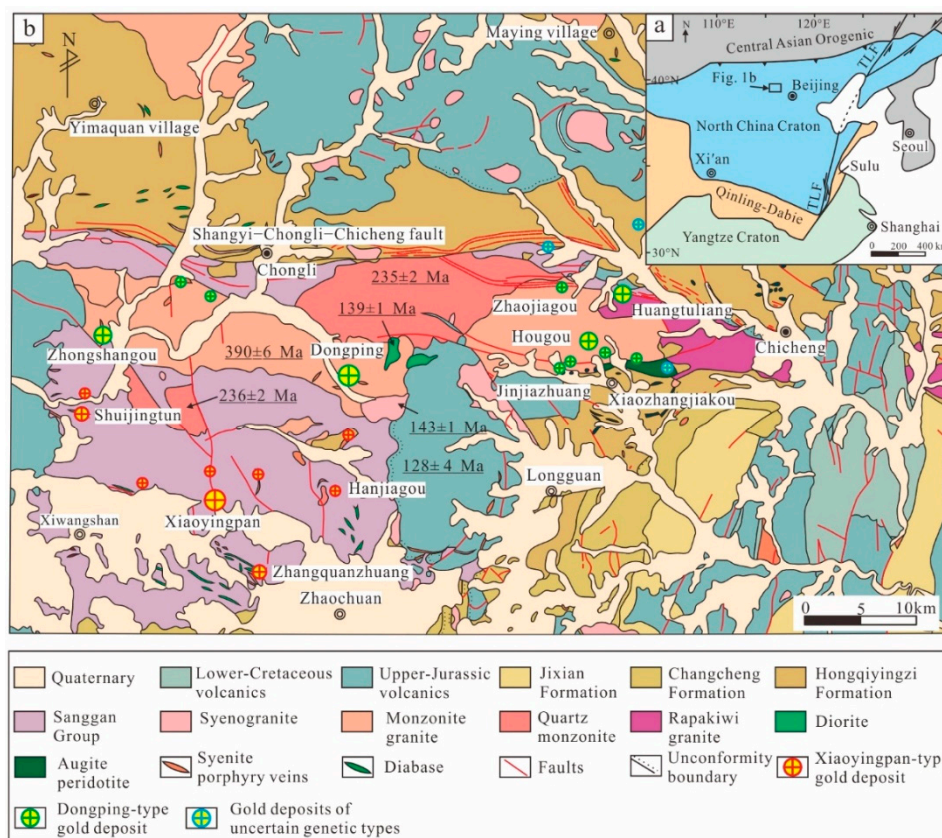 b
N
Maying village
Yimaquan village
Shangyi-Chongli-Chicheng fault
Chongli
235±2 Ma
139±1 Ma
Zhaojiagou
Huangtuliang
Hougou
Chicheng
Zhongshangou
390±6 Ma
Dongping
Jinjiazhuang
Xiaozhangjiakou
Shuijingtun
236±2 Ma
143±1 Ma
128±4 Ma
Longguan
Hanjiagou
Xiwangshan
Xiaoyingpan
Zhangquanzhuang
Zhaochuan
0 5 10km
a
N
110°E
120°E
Central Asian Orogenic
TLF
40°N
Fig. 1b
Beijing
North China Craton
Seoul
Xi'an
Sulu
Qinling-Dabie
TLF
Shanghai
Yangtze Craton
30°N
0 200 400 km
Quaternary
Lower-Cretaceous
volcanics
Upper-Jurassic
volcanics
Jixian
Formation
Changcheng
Formation
Hongqiyingzi
Formation
Sanggan
Group
Syenogranite
Monzonite
granite
Quartz
monzonite
Rapakiwi
granite
Diorite
Augite
peridotite
Syenite
porphyry veins
Diabase
Faults
Unconformity
boundary
Xiaoyingpan-type
gold deposit
Dongping-type
gold deposit
Gold deposits of
uncertain genetic types